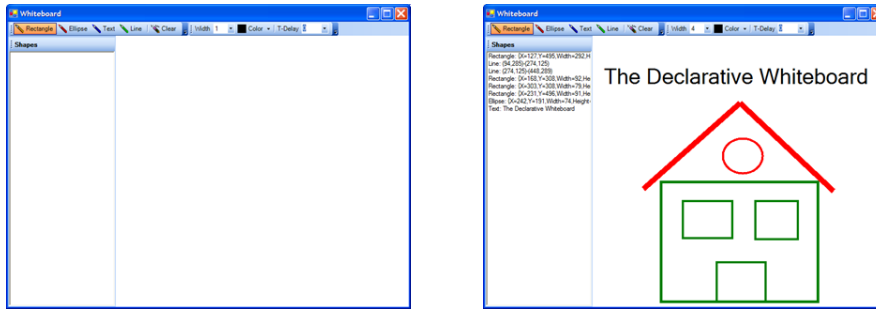 Whiteboard
Rectangle Ellipse Text Line Clear Width 1 Color T-Delay
Shapes
Whiteboard
Rectangle Ellipse Text Line Clear Width 4 Color T-Delay
Shapes
Rectangle: {X=127,Y=495,Width=292,H
Line: (94,285)-(274,125)
Line: (274,125)-(448,289)
Rectangle: {X=168,Y=308,Width=92,He
Rectangle: {X=303,Y=308,Width=79,He
Rectangle: {X=231,Y=496,Width=91,He
Ellipse: {X=242,Y=191,Width=74,Height
Text: The Declarative Whiteboard
The Declarative Whiteboard